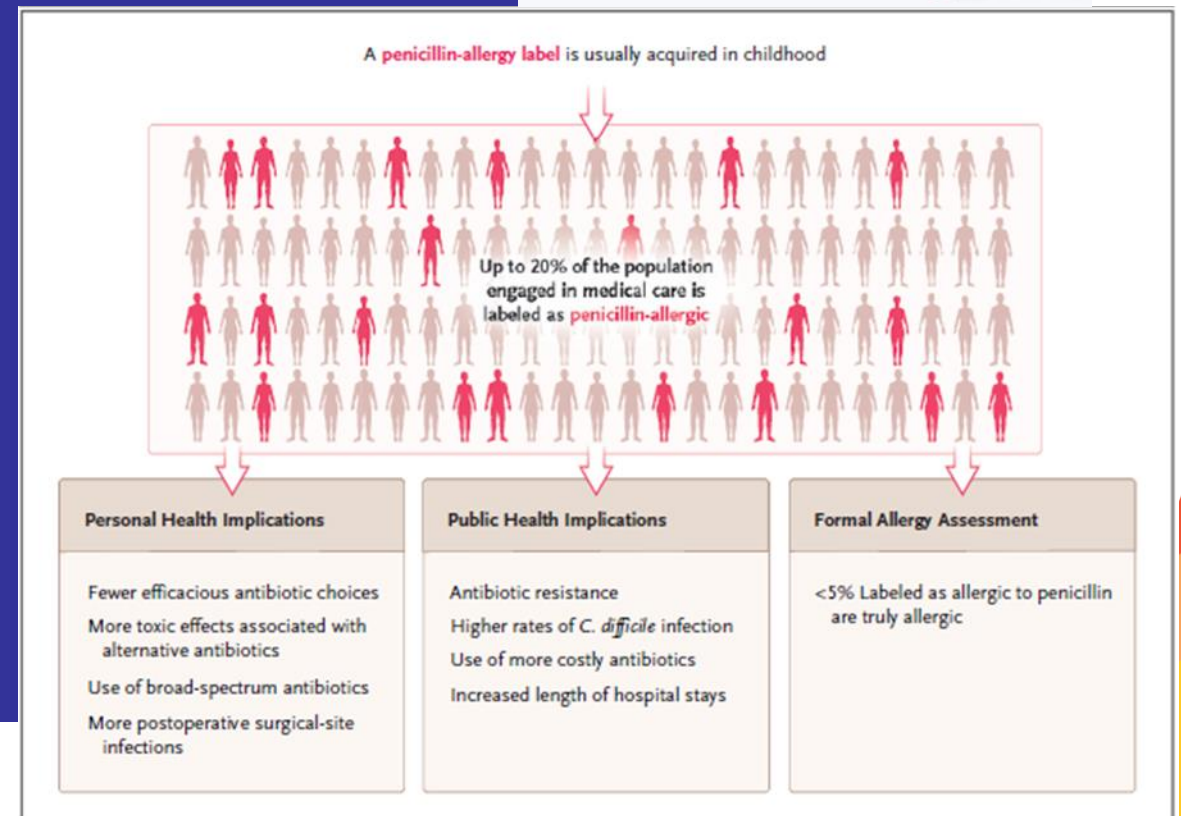 A penicillin-allergy label is usually acquired in childhood
Up to 20% of the population
engaged in medical care is
labeled as penicillin-allergic
Personal Health Implications
Fewer efficacious antibiotic choices
More toxic effects associated with
alternative antibiotics
Use of broad-spectrum antibiotics
More postoperative surgical-site
infections
Public Health Implications
Antibiotic resistance
Higher rates of C. difficile infection
Use of more costly antibiotics
Increased length of hospital stays
Formal Allergy Assessment
<5% Labeled as allergic to penicillin
are truly allergic